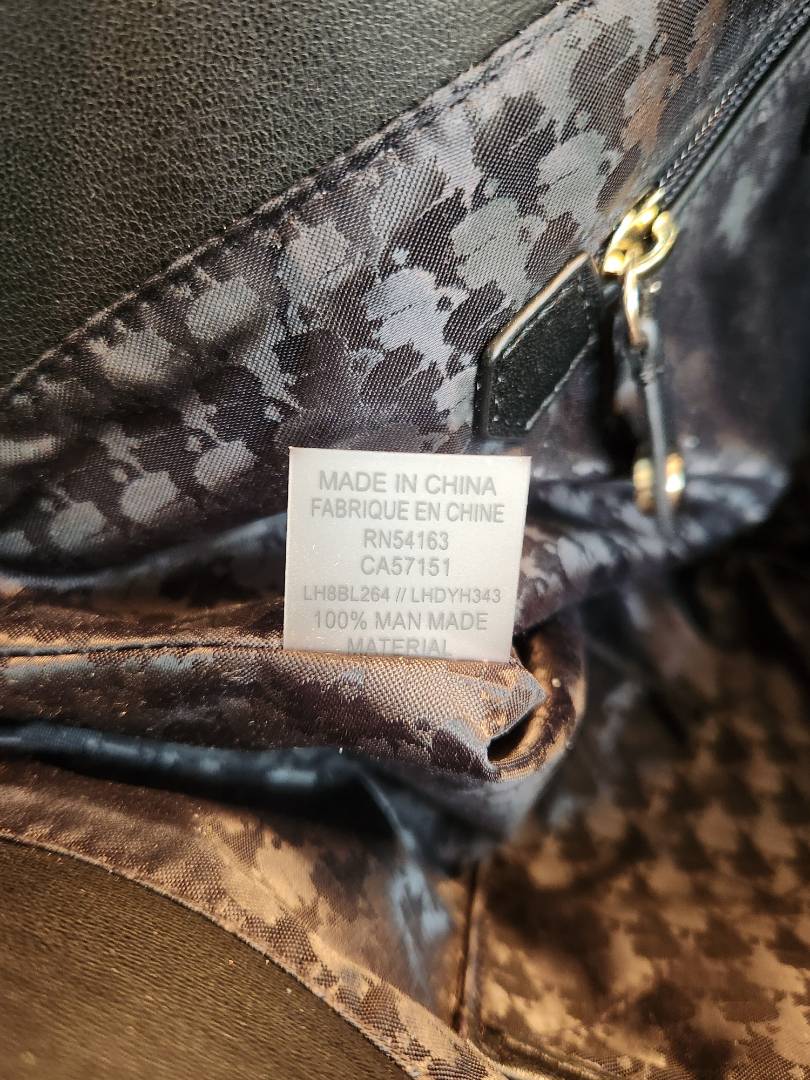 MADE IN CHINA
FABRIQUE EN CHINE
RN54163
CA57151
LH8BL264 // LHDYH343
100% MAN MADE
MATERIAL